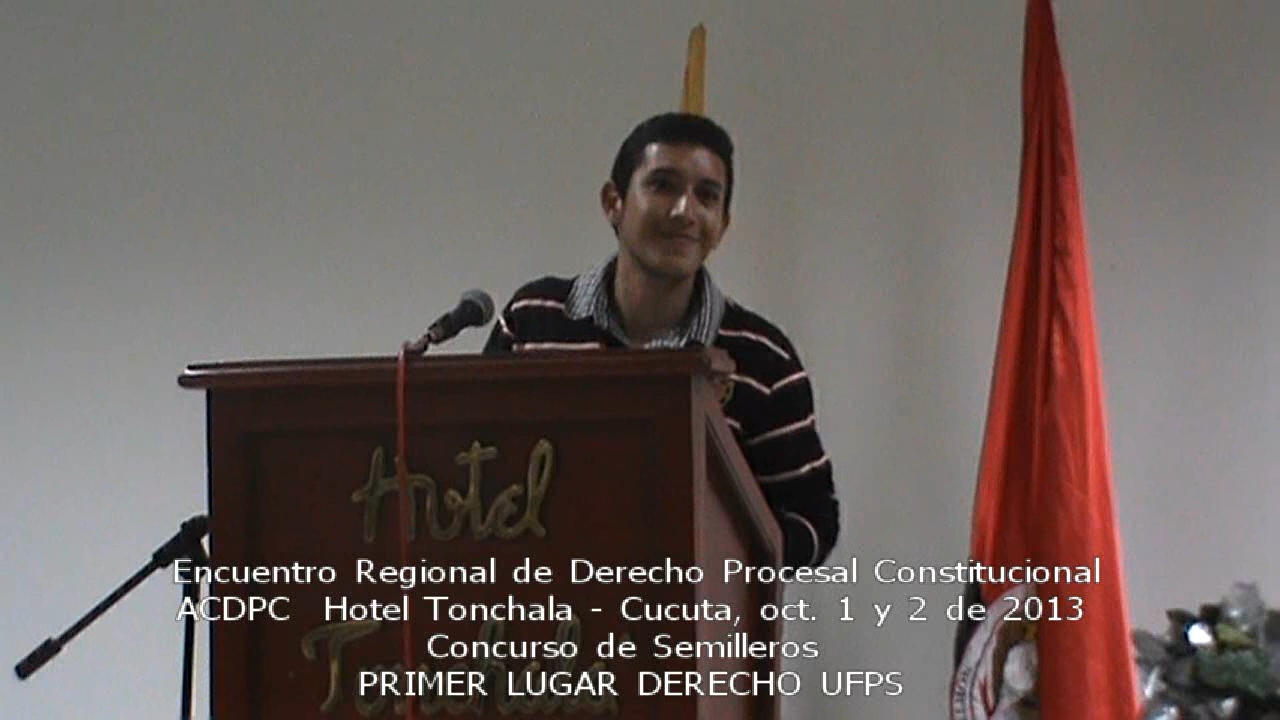 Hotel
Tonchalá
Encuentro Regional de Derecho Procesal Constitucional
ACDPC Hotel Tonchala - Cucuta, oct. 1 y 2 de 2013
Concurso de Semilleros
PRIMER LUGAR DERECHO UFPS